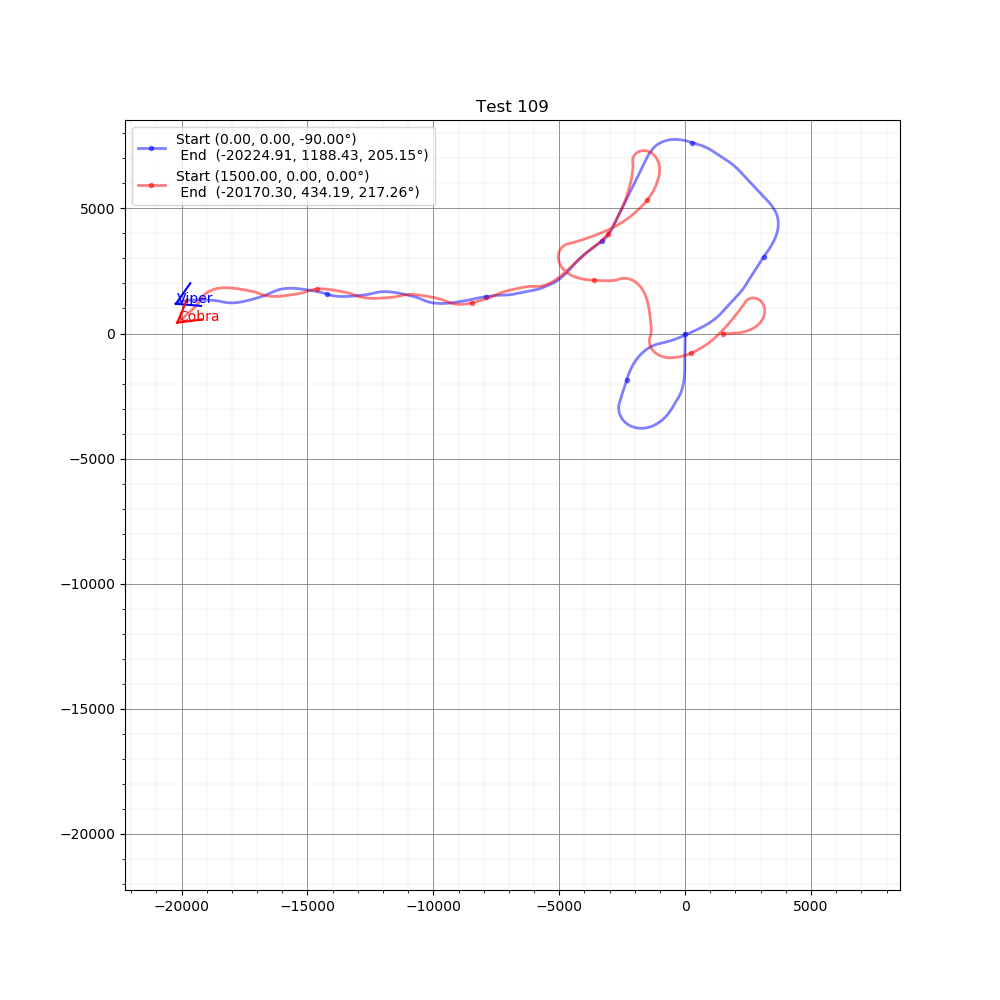 Test 109
Start (0.00, 0.00, -90.00°)
End (-20224.91, 1188.43, 205.15°)
Start (1500.00, 0.00, 0.00°)
End (-20170.30, 434.19, 217.26°)
5000
0
−5000
−10000
−15000
−20000
Viper
Cobra
−20000 −15000 −10000 −5000 0 5000